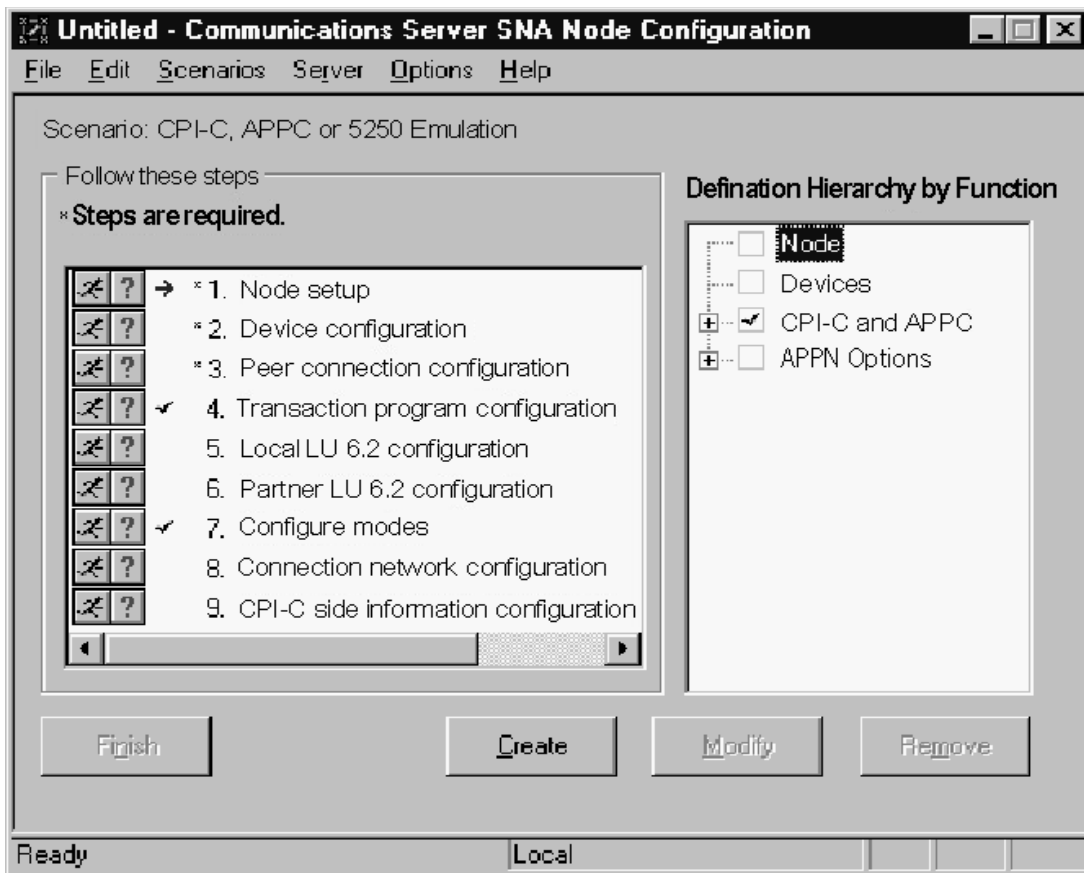 Untitled - Communications Server SNA Node Configuration
File Edit Scenarios Server Options Help
Scenario: CPI-C, APPC or 5250 Emulation
Follow these steps
* Steps are required.
? * 1. Node setup
? * 2. Device configuration
? * 3. Peer connection configuration
? 4. Transaction program configuration
? 5. Local LU 6.2 configuration
? 6. Partner LU 6.2 configuration
? 7. Configure modes
? 8. Connection network configuration
? 9. CPI-C side information configuration
Defination Hierarchy by Function
Node
Devices
CPI-C and APPC
APPN Options
Finish Create Modify Remove
Ready Local